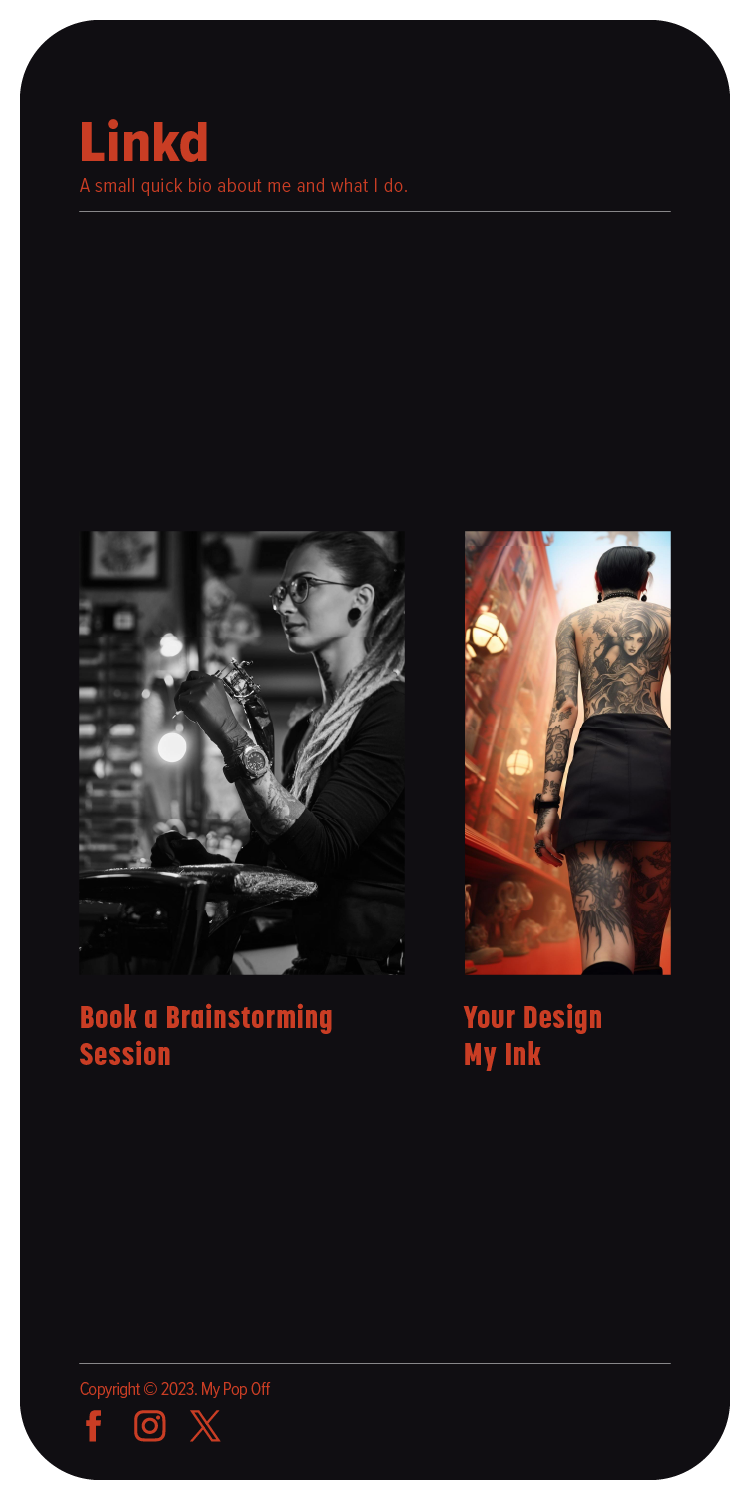 Linkd
A small quick bio about me and what I do.
Book a Brainstorming
Session
Your Design
My Ink
Copyright © 2023. My Pop Off